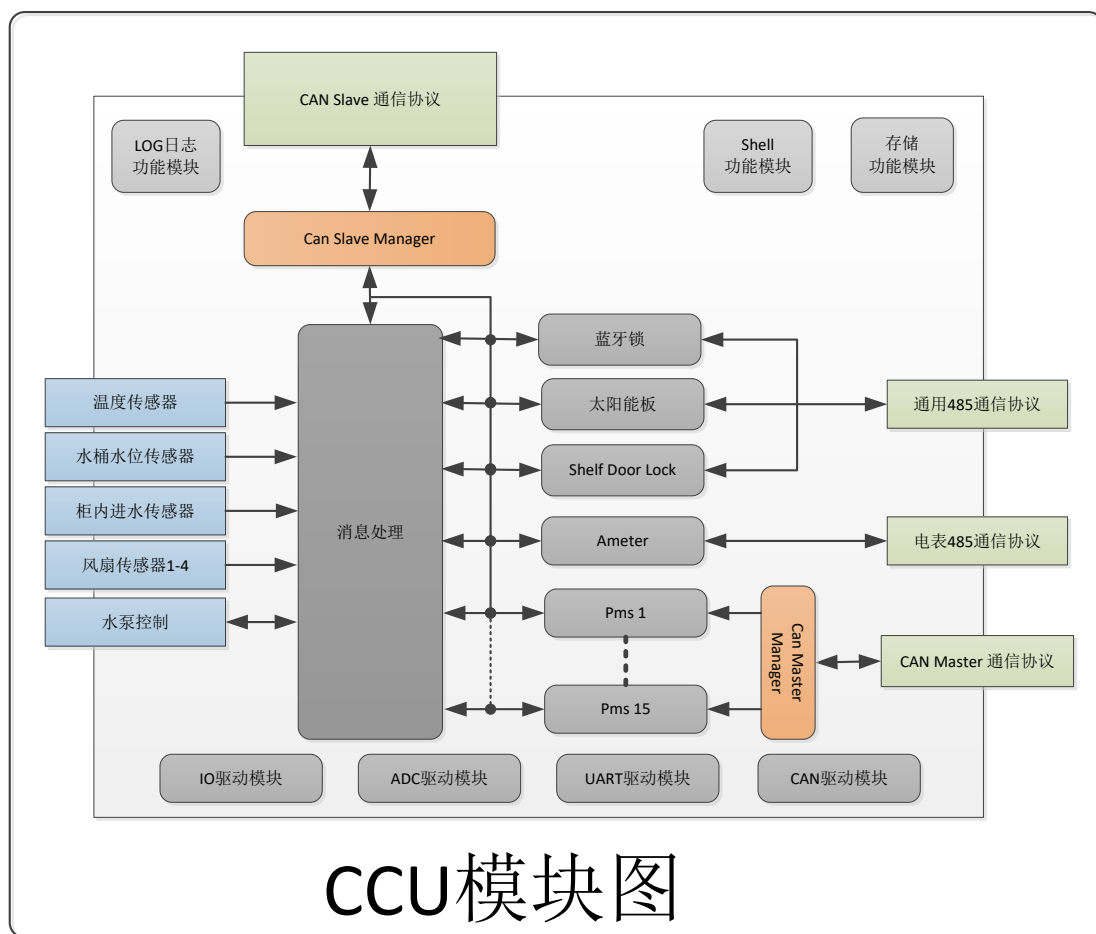 CAN Slave 通信协议
LOG日志
功能模块
Shell
功能模块
存储
功能模块
Can Slave Manager
蓝牙锁
温度传感器
太阳能板
通用485通信协议
水桶水位传感器
Shelf Door Lock
柜内进水传感器
消息处理
Ameter
电表485通信协议
风扇传感器1-4
水泵控制
Pms 1
Can Master
Manager
CAN Master 通信协议
Pms 15
IO驱动模块
ADC驱动模块
UART驱动模块
CAN驱动模块
CCU模块图